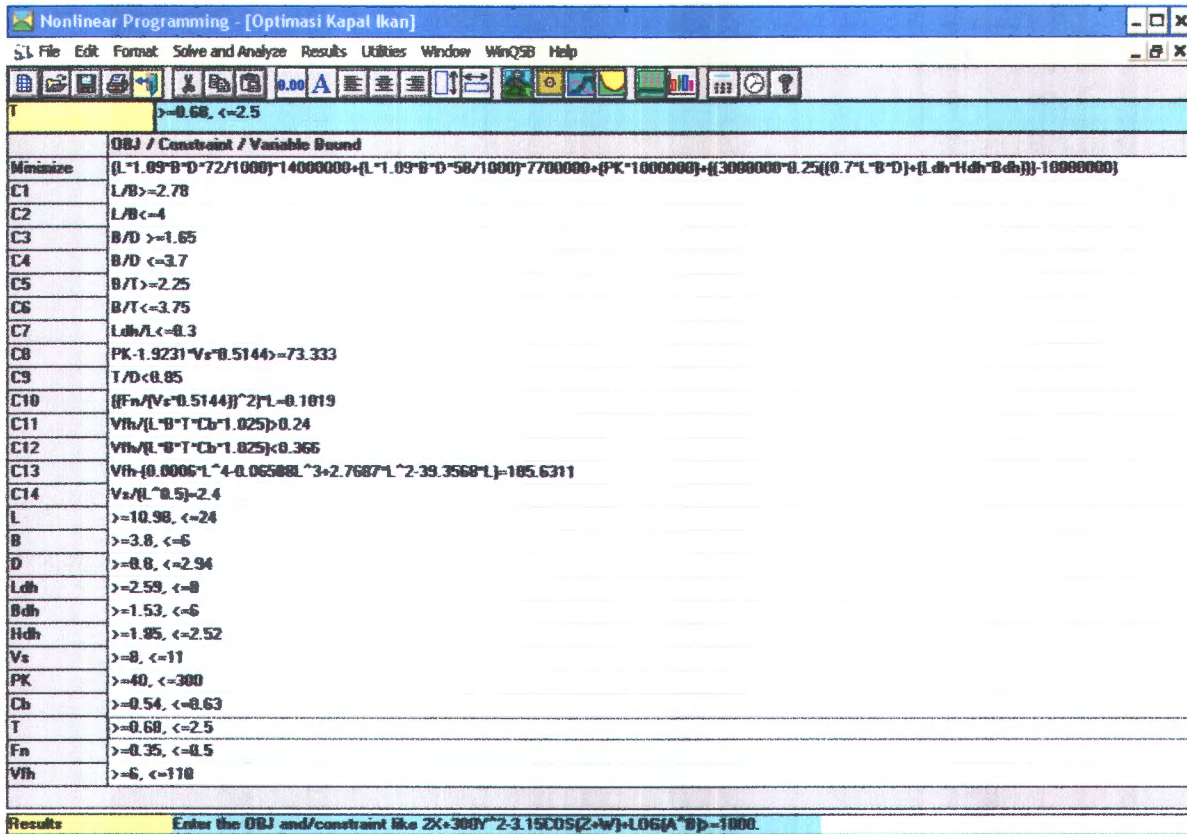 Nonlinear Programming - [Optimasi Kapal Ikan]
File Edit Format Solve and Analyze Results Utilities Window WinQSB Help
0.00 A
T >=0.60, <=2.5
OBJ / Constraint / Variable Bound
Minimize (L*1.09*B*D*72/1000)*14000000+(L*1.09*B*D*50/1000)*7700000+(PK*1000000)+((3000000*0.25((0.7*L*B*D)+(Ldh*Hdh*Bdh)))-10000000)
C1 L/B>=2.78
C2 L/B<=4
C3 B/D >=1.65
C4 B/D <=3.7
C5 B/T>=2.25
C6 B/T<=3.75
C7 Ldh/L<=0.3
C8 PK-1.9231*Vs*0.5144>=73.333
C9 T/D<0.85
C10 ((Fn/(Vs*0.5144))^2)*L=0.1019
C11 Vfh/(L*B*T*Cb*1.025)>0.24
C12 Vfh/(L*B*T*Cb*1.025)<0.366
C13 Vfh-(0.0006*L^4-0.06508L^3+2.7687*L^2-39.3568*L)=185.6311
C14 Vs/(L^0.5)=2.4
L >=10.90, <=24
B >=3.8, <=6
D >=0.8, <=2.94
Ldh >=2.59, <=8
Bdh >=1.53, <=6
Hdh >=1.85, <=2.52
Vs >=8, <=11
PK >=40, <=300
Cb >=0.54, <=0.63
T >=0.60, <=2.5
Fn >=0.35, <=0.5
Vfh >=6, <=110
Results Enter the OBJ and/constraint like 2X+300Y^2-3.15COS(Z+W)+LOG(A^B)>=1000.